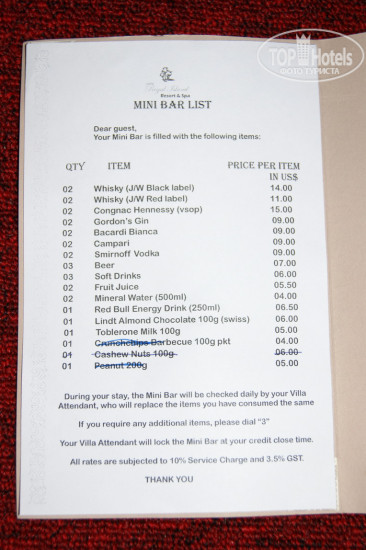 TOPHotels
ФОТО ТУРИСТА
Royal Island
Resort & Spa
MINI BAR LIST
Dear guest,
Your Mini Bar is filled with the following items:
QTY ITEM PRICE PER ITEM
IN US$
02 Whisky (J/W Black label) 14.00
02 Whisky (J/W Red label) 11.00
02 Congnac Hennessy (vsop) 15.00
02 Gordon's Gin 09.00
02 Bacardi Bianca 09.00
02 Campari 09.00
02 Smirnoff Vodka 09.00
03 Beer 07.00
03 Soft Drinks 06.00
02 Fruit Juice 05.50
02 Mineral Water (500ml) 04.00
01 Red Bull Energy Drink (250ml) 06.50
01 Lindt Almond Chocolate 100g (swiss) 06.00
01 Toblerone Milk 100g 05.00
01 Crunchchips Barbecue 100g pkt 04.00
01 Cashew Nuts 100g 06.00
01 Peanut 200g 05.00
During your stay, the Mini Bar will be checked daily by your Villa
Attendant, who will replace the items you have consumed the same
If you require any additional items, please dial "3"
Your Villa Attendant will lock the Mini Bar at your credit close time.
All rates are subjected to 10% Service Charge and 3.5% GST.
THANK YOU